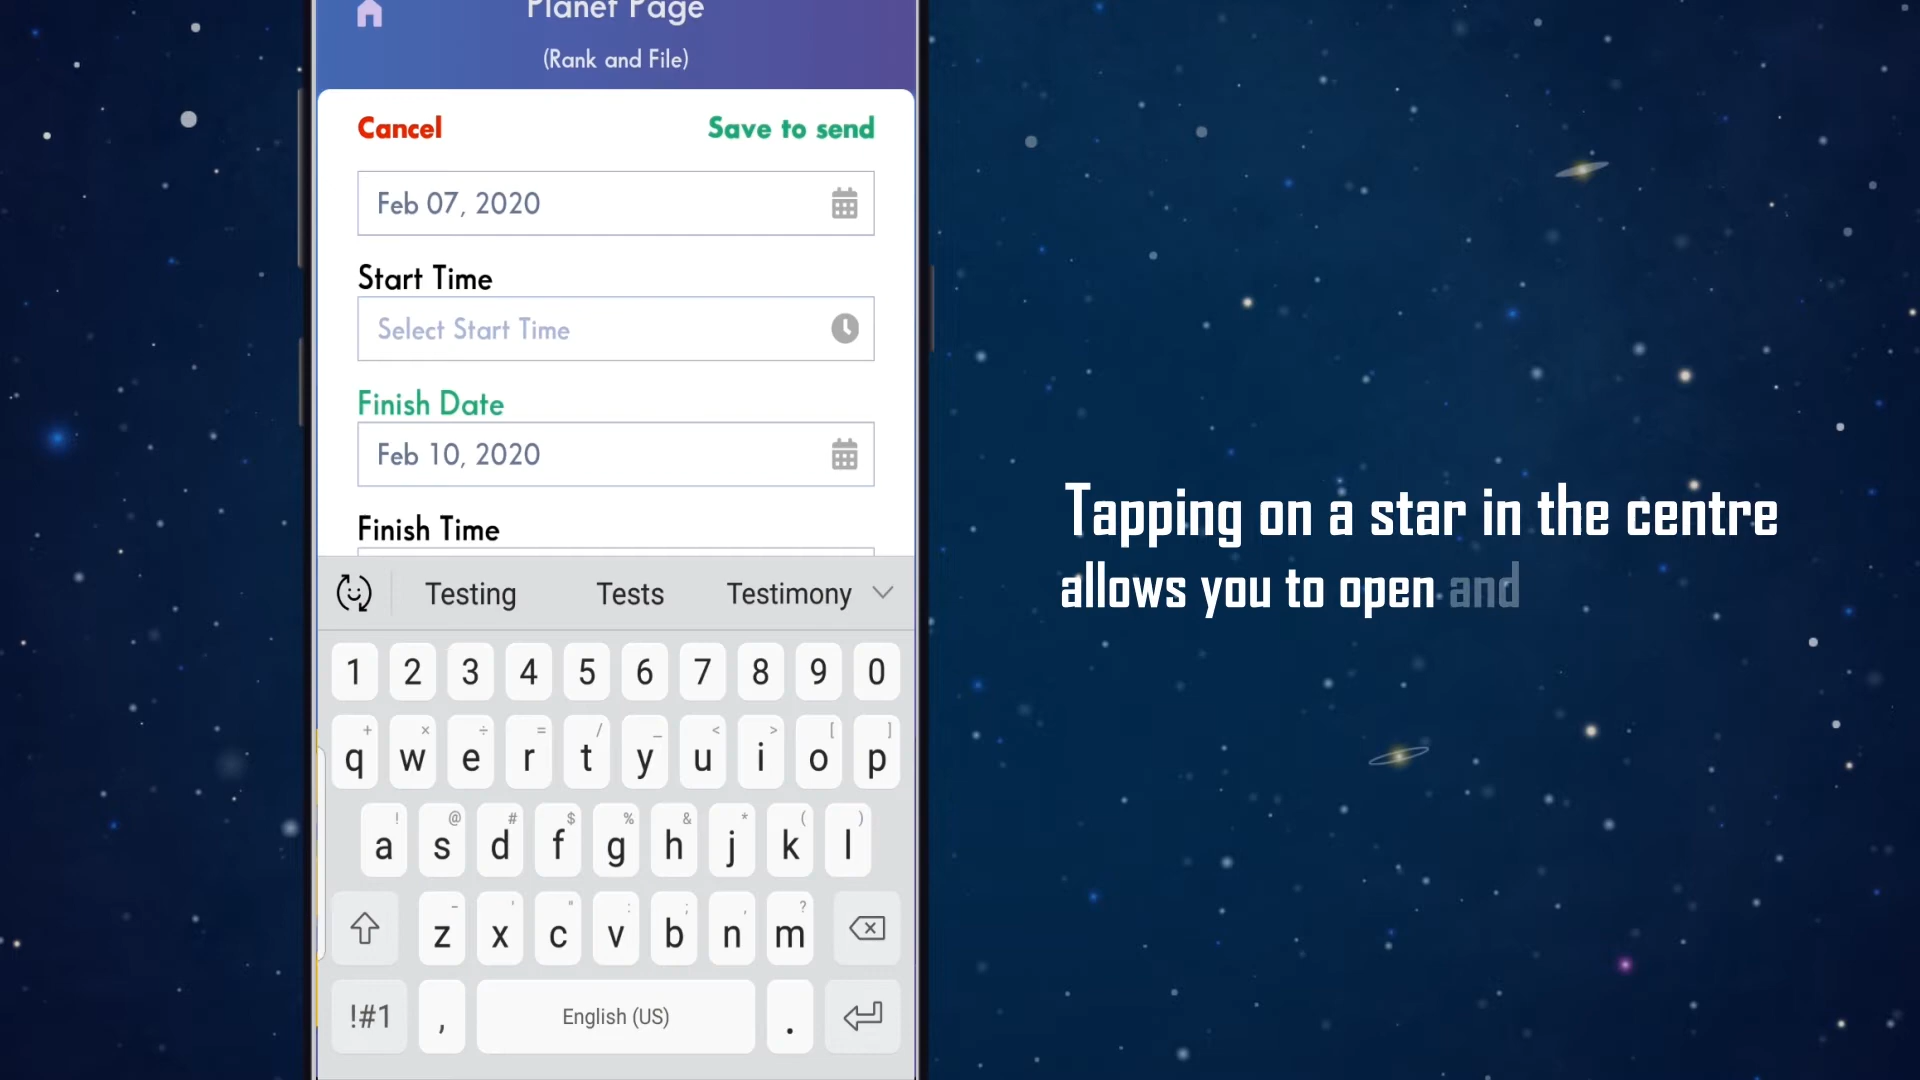 Planet Page
(Rank and File)
Cancel
Save to send
Feb 07, 2020
Start Time
Select Start Time
Finish Date
Feb 10, 2020
Finish Time
Testing Tests Testimony
1 2 3 4 5 6 7 8 9 0
+ × ÷ = / _ < > [ ]
q w e r t y u i o p
! @ # $ % & * ( )
a s d f g h j k l
- ' " : ; , ?
z x c v b n m
!#1 , English (US) .
Tapping on a star in the centre
allows you to open and